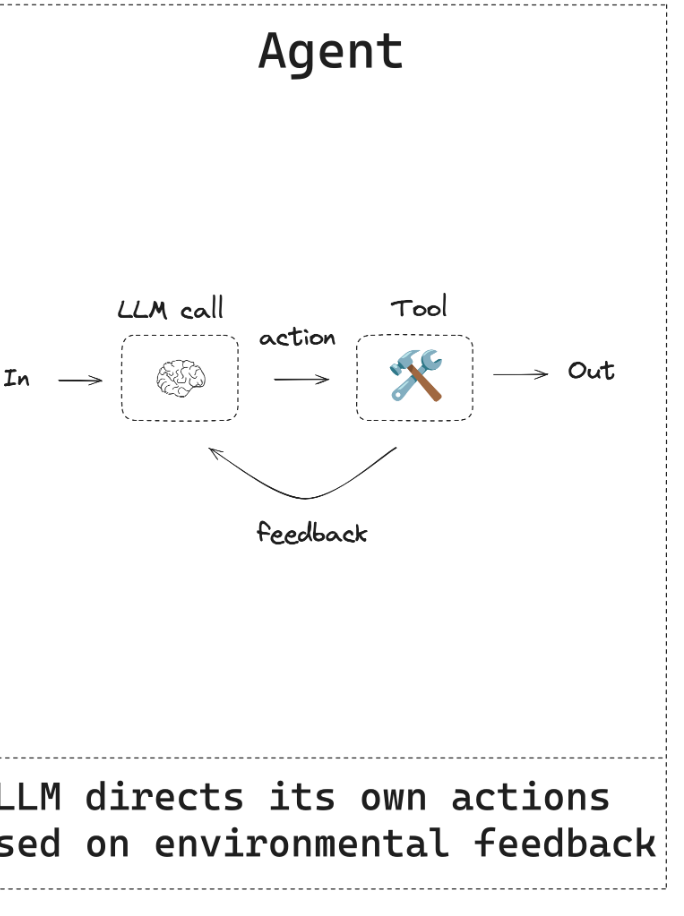 Agent
LLM call
Tool
action
In
Out
feedback
LLM directs its own actions
sed on environmental feedback